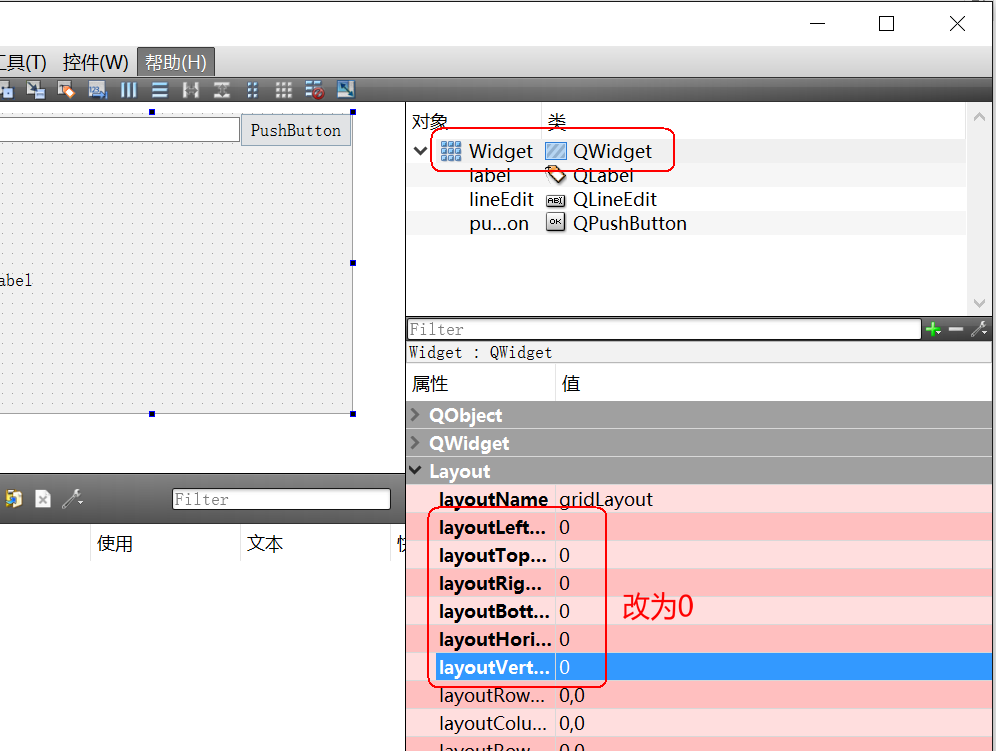 工具(T) 控件(W) 帮助(H)
PushButton
abel
对象 类
Widget QWidget
label QLabel
lineEdit QLineEdit
pu...on QPushButton
Filter
Widget : QWidget
属性 值
QObject
QWidget
Layout
layoutName gridLayout
layoutLeft... 0
layoutTop... 0
layoutRig... 0
layoutBott... 0
layoutHori... 0
layoutVert... 0
改为0
layoutRow... 0,0
layoutColu... 0,0
layoutRow... 0,0
Filter
使用 文本